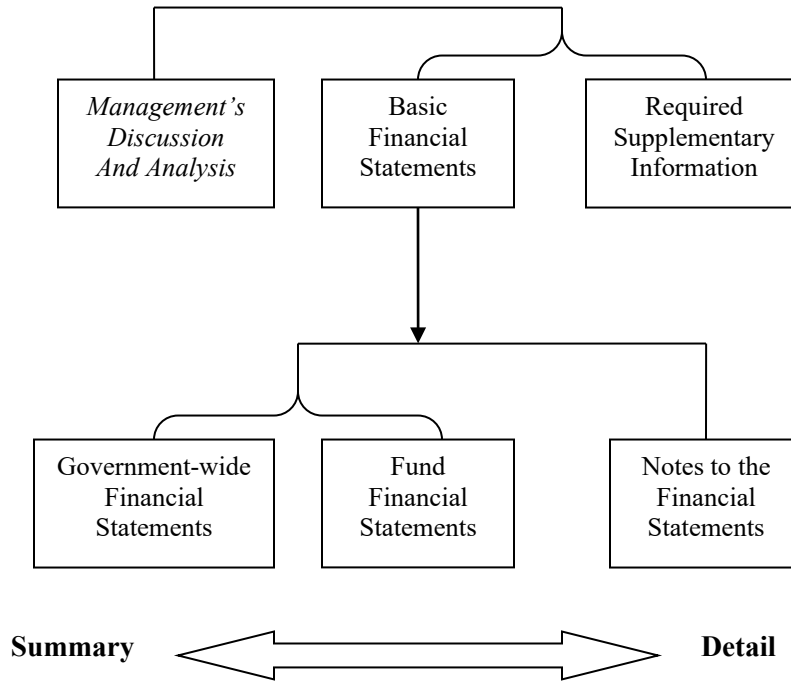 Management’s
Discussion
And Analysis
Basic
Financial
Statements
Required
Supplementary
Information
Government-wide
Financial
Statements
Fund
Financial
Statements
Notes to the
Financial
Statements
Summary
Detail